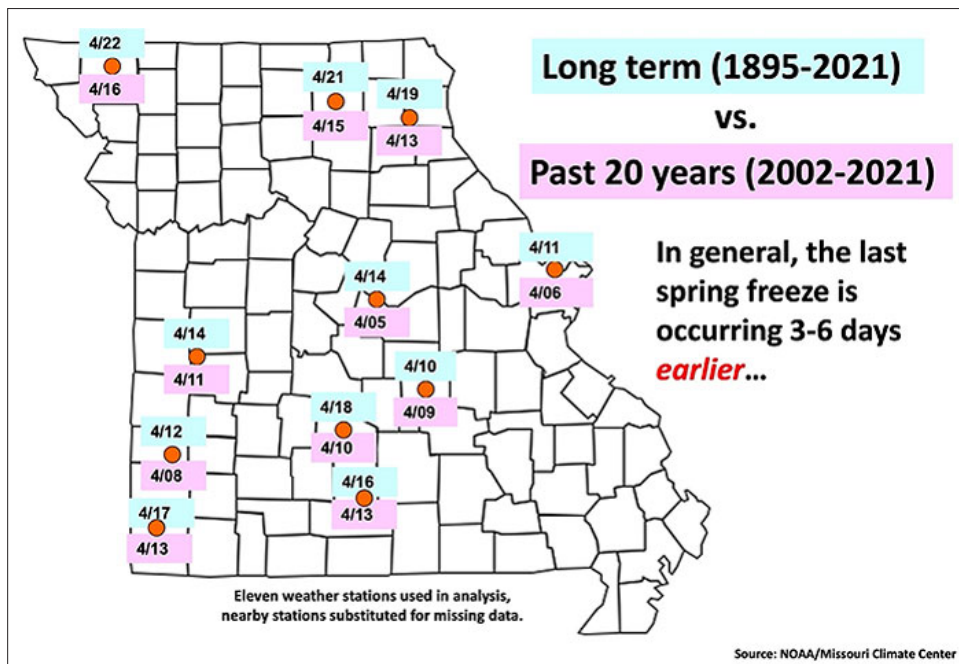 Long term (1895-2021)
vs.
Past 20 years (2002-2021)
In general, the last
spring freeze is
occurring 3-6 days
earlier...
4/22
4/16
4/21
4/15
4/19
4/13
4/11
4/06
4/14
4/05
4/14
4/11
4/10
4/09
4/18
4/10
4/12
4/08
4/16
4/13
4/17
4/13
Eleven weather stations used in analysis,
nearby stations substituted for missing data.
Source: NOAA/Missouri Climate Center